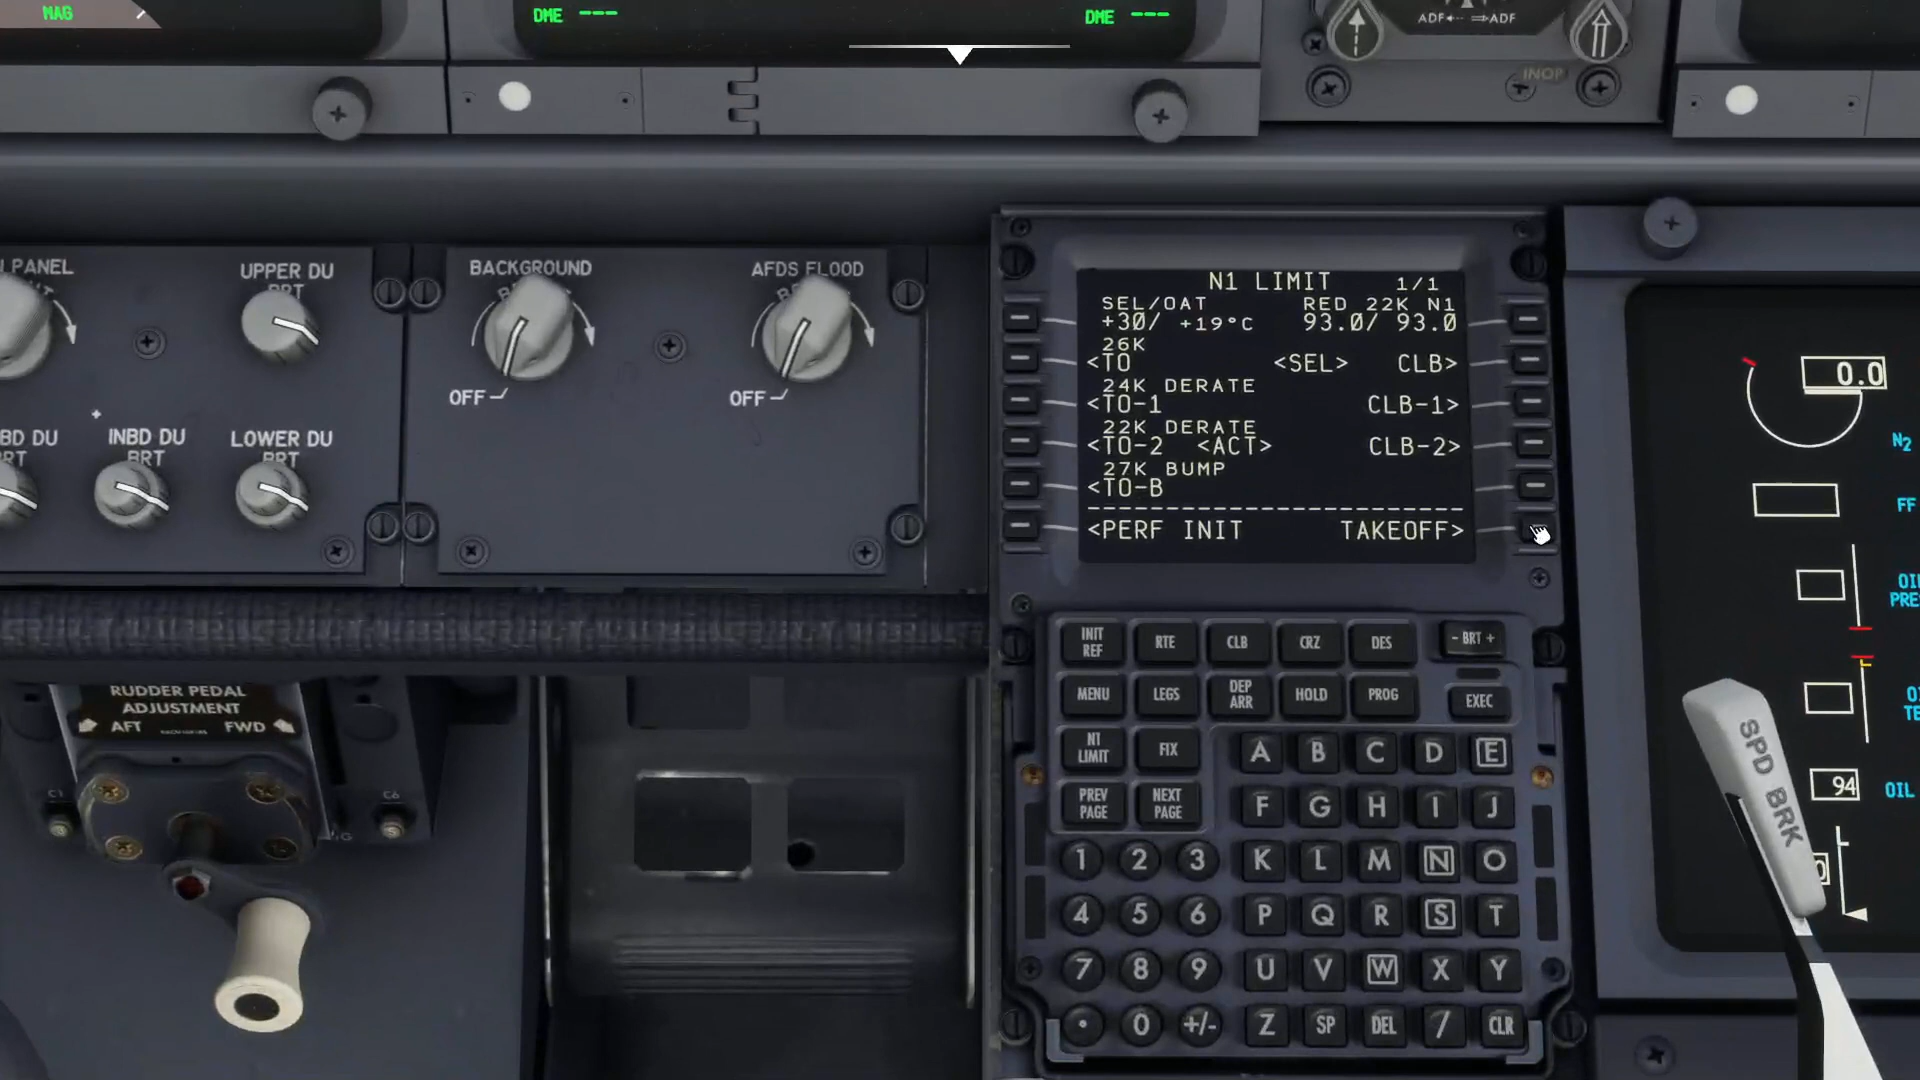 MAG
DME ---
DME ---
ADF
ADF
INOP
PANEL
UPPER DU
BRT
BACKGROUND
AFDS FLOOD
OFF
OFF
BD DU
INBD DU
BRT
LOWER DU
BRT
N1 LIMIT 1/1
SEL/OAT RED 22K N1
+30/ +19°C 93.0/ 93.0
26K
<TO <SEL> CLB>
24K DERATE
<TO-1 CLB-1>
22K DERATE
<TO-2 <ACT> CLB-2>
27K BUMP
<TO-B
--------------------------------
<PERF INIT TAKEOFF>
0.0
N2
FF
OIL
PRE
94
OIL
SPD BRK
RUDDER PEDAL
ADJUSTMENT
AFT FWD
C6
INIT REF RTE CLB CRZ DES - BRT +
MENU LEGS DEP ARR HOLD PROG EXEC
N1 LIMIT FIX A B C D E
PREV PAGE NEXT PAGE F G H I J
1 2 3 K L M N O
4 5 6 P Q R S T
7 8 9 U V W X Y
. 0 +/- Z SP DEL / CLR